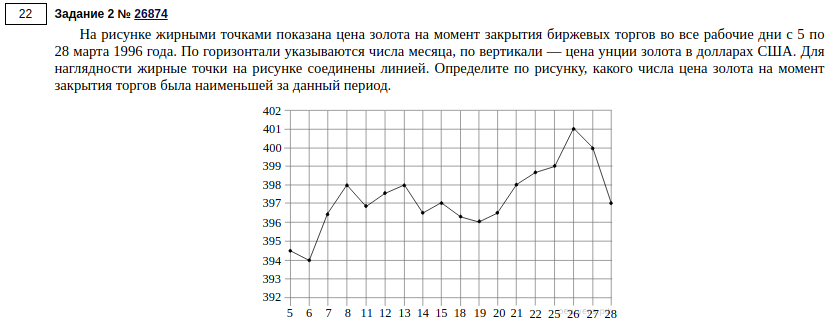 22 Задание 2 № 26874
На рисунке жирными точками показана цена золота на момент закрытия биржевых торгов во все рабочие дни с 5 по
28 марта 1996 года. По горизонтали указываются числа месяца, по вертикали — цена унции золота в долларах США. Для
наглядности жирные точки на рисунке соединены линией. Определите по рисунку, какого числа цена золота на момент
закрытия торгов была наименьшей за данный период.
402
401
400
399
398
397
396
395
394
393
392
5 6 7 8 11 12 13 14 15 18 19 20 21 22 25 26 27 28